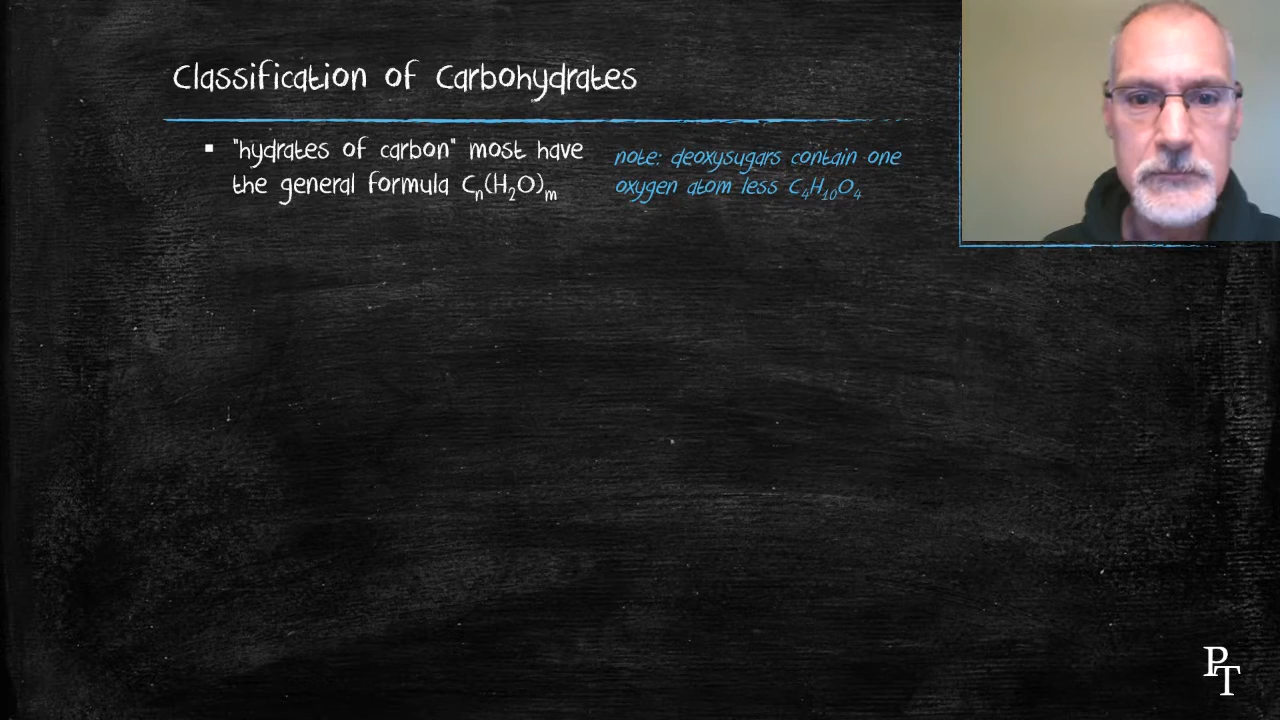 Classification of Carbohydrates
▪ "hydrates of carbon" most have
the general formula Cₙ(H₂O)ₘ
note: deoxysugars contain one
oxygen atom less C₄H₁₀O₄
PT